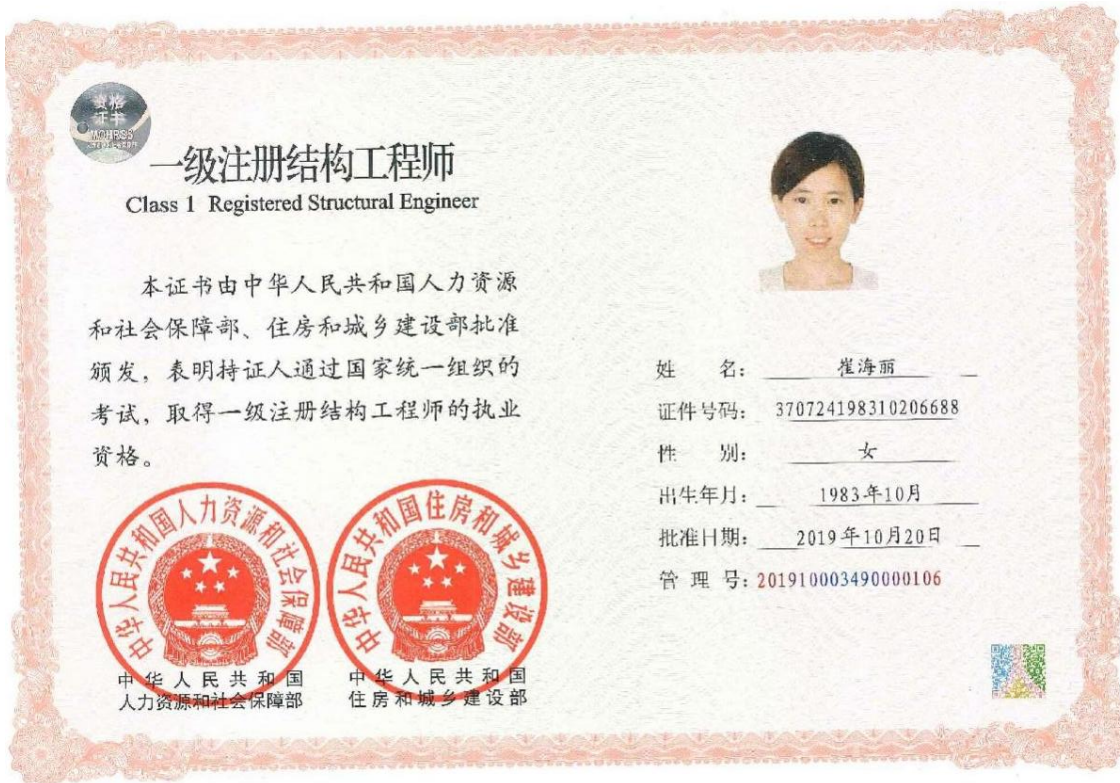 资格
证书
MOHRSS
一级注册结构工程师
Class 1 Registered Structural Engineer
本证书由中华人民共和国人力资源
和社会保障部、住房和城乡建设部批准
颁发，表明持证人通过国家统一组织的
考试，取得一级注册结构工程师的执业
资格。
中华人民共和国人力资源和社会保障部
中华人民共和国
人力资源和社会保障部
中华人民共和国住房和城乡建设部
中华人民共和国
住房和城乡建设部
姓 名： 崔海丽
证件号码： 370724198310206688
性 别： 女
出生年月： 1983年10月
批准日期： 2019年10月20日
管 理 号：201910003490000106